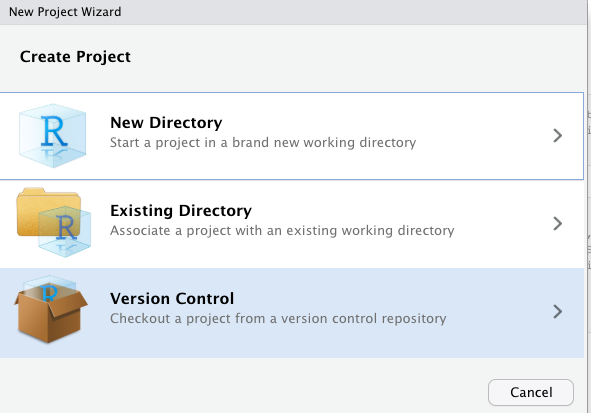 New Project Wizard
Create Project
R
New Directory
Start a project in a brand new working directory
R
Existing Directory
Associate a project with an existing working directory
R
Version Control
Checkout a project from a version control repository
Cancel